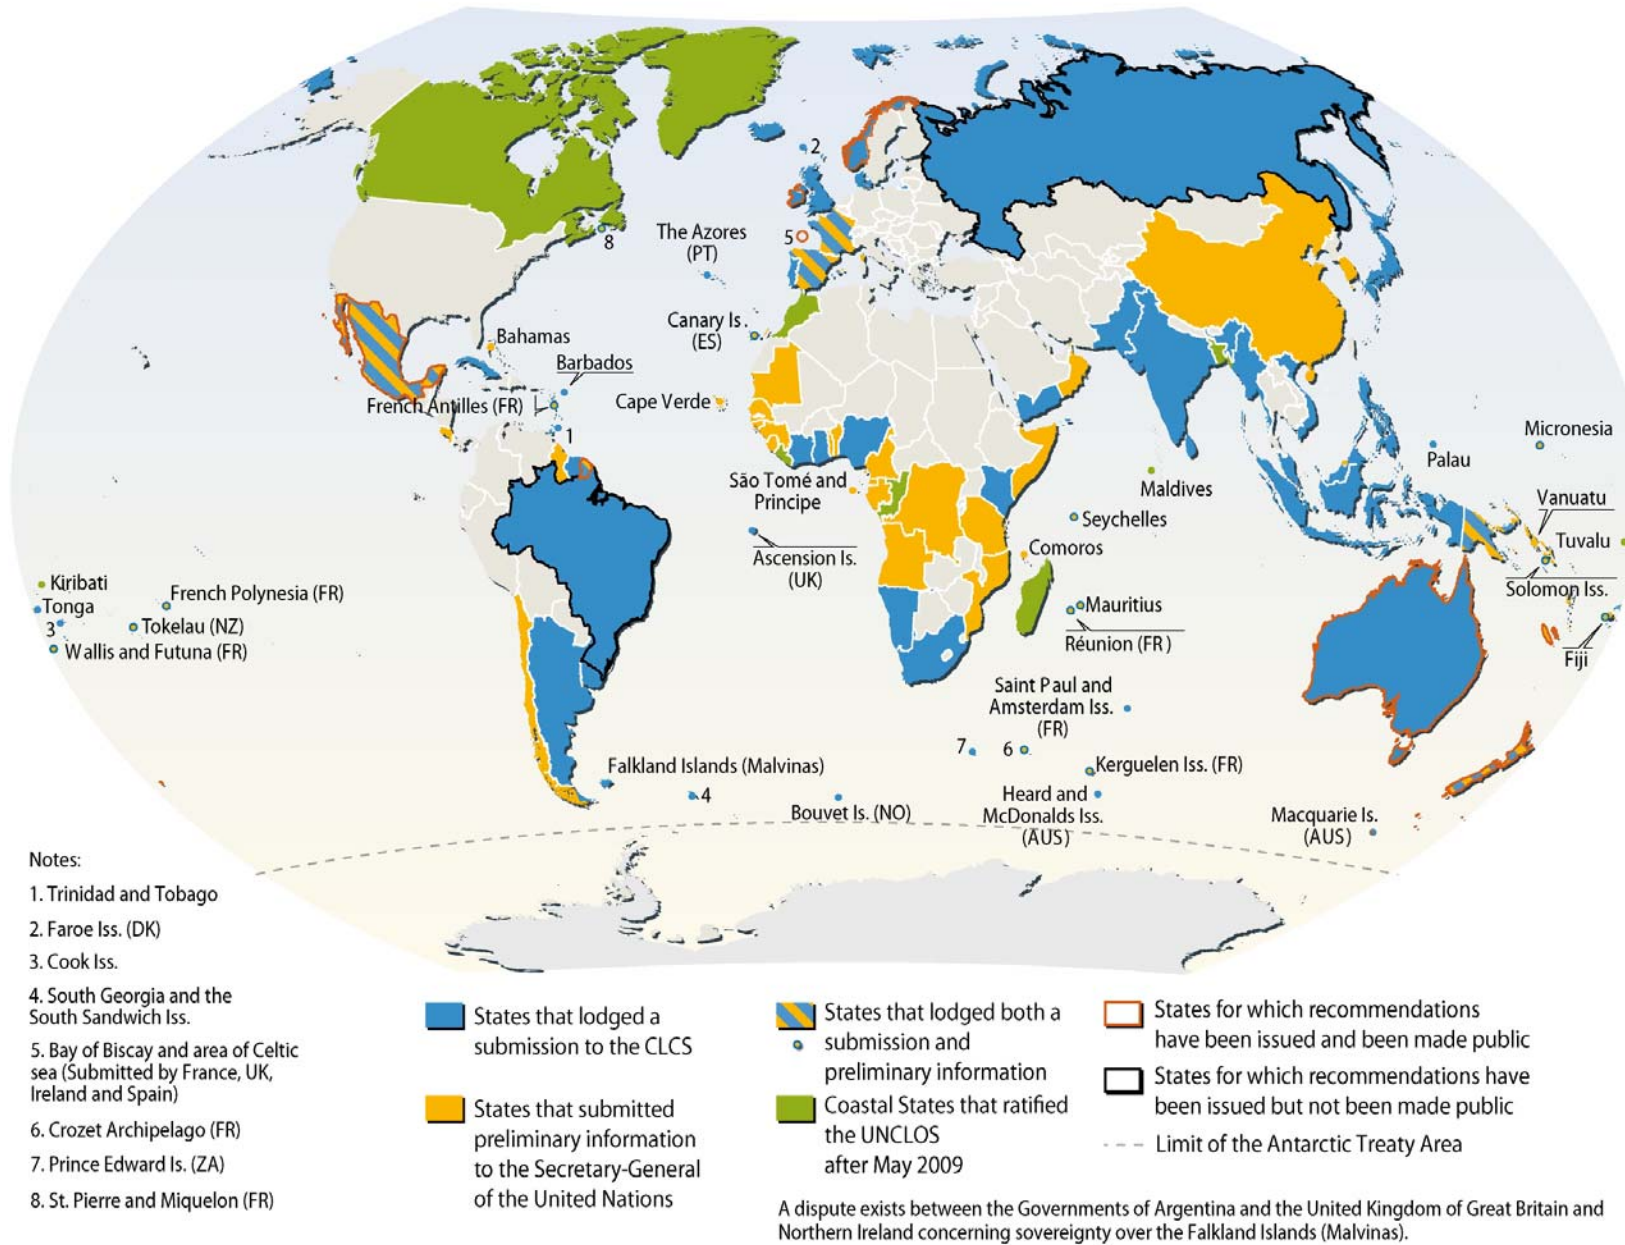 2
The Azores
(PT)
5
8
Canary Is.
(ES)
Bahamas
Barbados
French Antilles (FR)
Cape Verde
1
Micronesia
Palau
São Tomé and
Principe
Maldives
Vanuatu
Seychelles
Tuvalu
Ascension Is.
(UK)
Comoros
Solomon Iss.
Kiribati
French Polynesia (FR)
Tonga
Mauritius
3
Tokelau (NZ)
Réunion (FR)
Wallis and Futuna (FR)
Fiji
Saint Paul and
Amsterdam Iss.
(FR)
7
6
Falkland Islands (Malvinas)
Kerguelen Iss. (FR)
4
Bouvet Is. (NO)
Heard and
McDonalds Iss.
(AUS)
Macquarie Is.
(AUS)
Notes:
1. Trinidad and Tobago
2. Faroe Iss. (DK)
3. Cook Iss.
4. South Georgia and the
South Sandwich Iss.
5. Bay of Biscay and area of Celtic
sea (Submitted by France, UK,
Ireland and Spain)
6. Crozet Archipelago (FR)
7. Prince Edward Is. (ZA)
8. St. Pierre and Miquelon (FR)
States that lodged a
submission to the CLCS
States that submitted
preliminary information
to the Secretary-General
of the United Nations
States that lodged both a
submission and
preliminary information
Coastal States that ratified
the UNCLOS
after May 2009
States for which recommendations
have been issued and been made public
States for which recommendations have
been issued but not been made public
Limit of the Antarctic Treaty Area
A dispute exists between the Governments of Argentina and the United Kingdom of Great Britain and
Northern Ireland concerning sovereignty over the Falkland Islands (Malvinas).